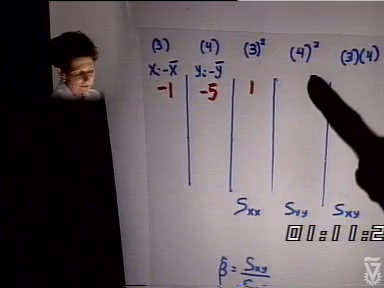 (3) (4) (3)² (4)² (3)(4)
xᵢ-x̄ yᵢ-ȳ
-1 -5 1
Sxx Syy Sxy
01:11:2
β̂ = Sxy